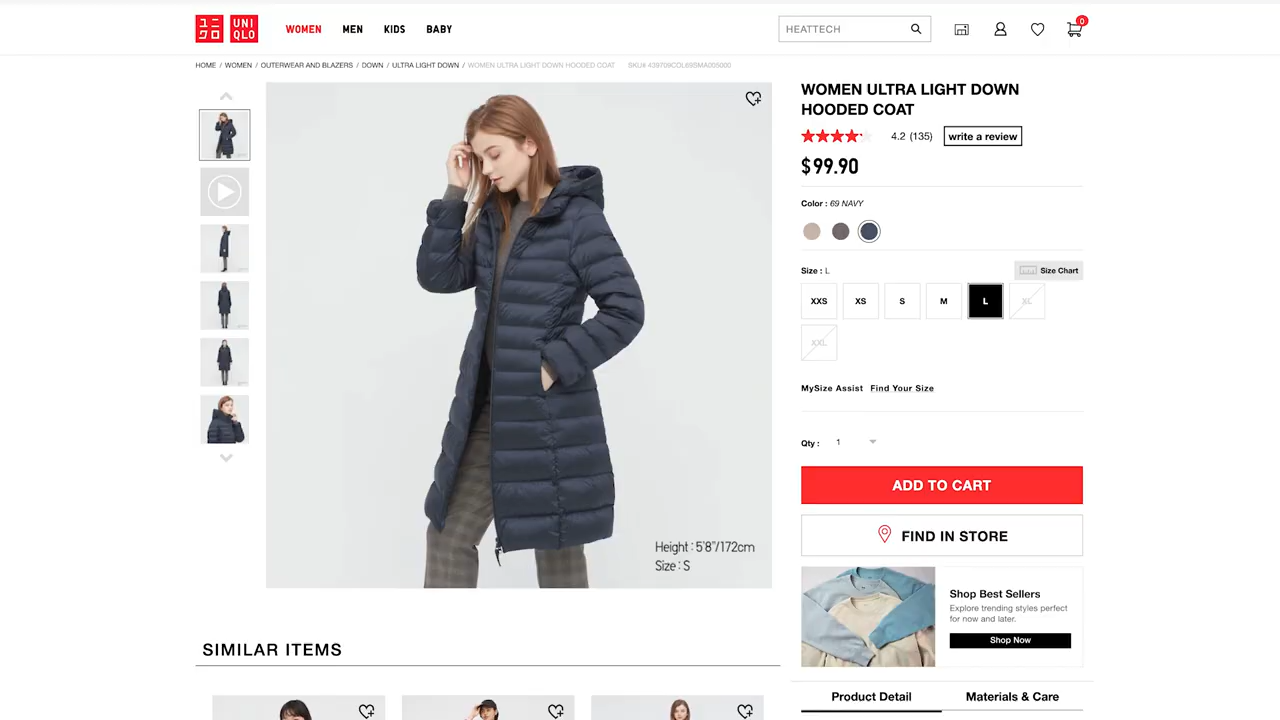 ユニ
クロ
UNI
QLO
WOMEN
MEN
KIDS
BABY
HEATTECH
0
HOME / WOMEN / OUTERWEAR AND BLAZERS / DOWN / ULTRA LIGHT DOWN / WOMEN ULTRA LIGHT DOWN HOODED COAT
WOMEN ULTRA LIGHT DOWN
HOODED COAT
4.2 (135)
write a review
$99.90
Color : 69 NAVY
Size : L
Size Chart
XXS
XS
S
M
L
XL
XXL
MySize Assist Find Your Size
Qty : 1
ADD TO CART
FIND IN STORE
Height : 5'8"/172cm
Size : S
Shop Best Sellers
Explore trending styles perfect
for now and later.
Shop Now
SIMILAR ITEMS
Product Detail
Materials & Care